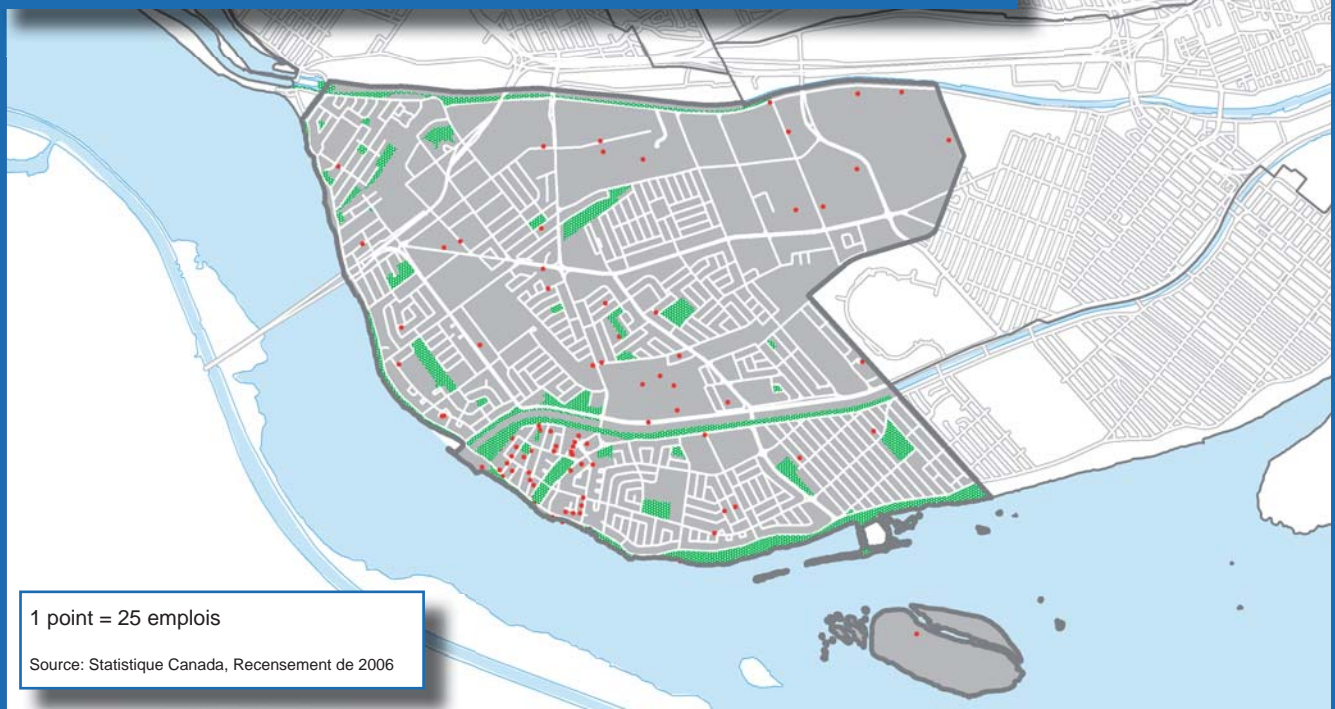 1 point = 25 emplois
Source: Statistique Canada, Recensement de 2006